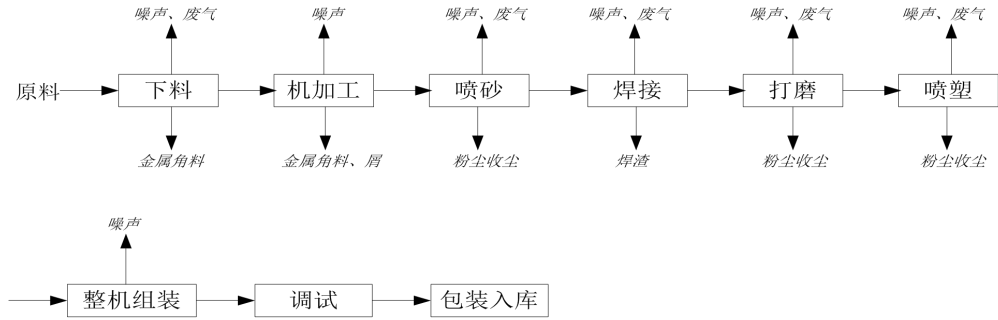 噪声、废气 噪声 噪声、废气 噪声、废气 噪声、废气 噪声、废气
原料 下料 机加工 喷砂 焊接 打磨 喷塑
金属角料 金属角料、屑 粉尘收尘 焊渣 粉尘收尘 粉尘收尘
噪声
整机组装 调试 包装入库